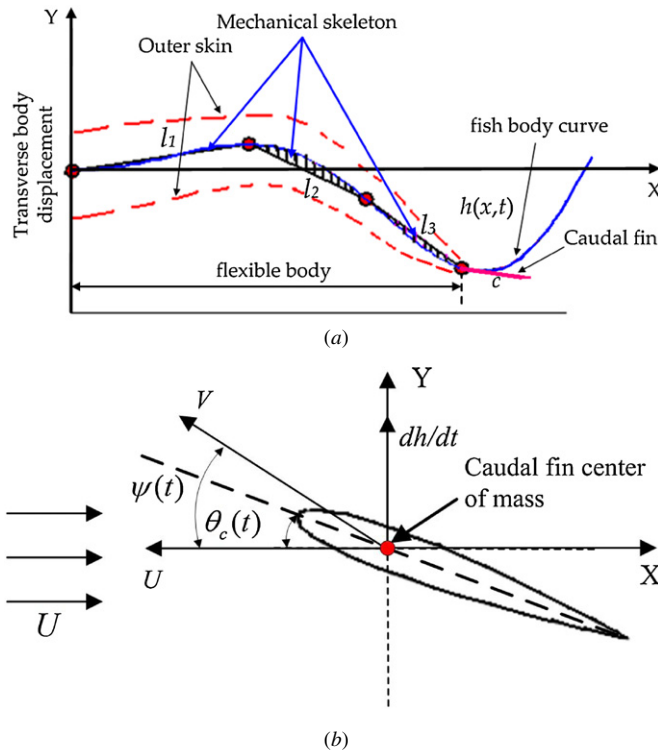 Y
Mechanical skeleton
Outer skin
Transverse body
displacement
l1
l2
l3
fish body curve
X
h(x,t)
Caudal fin
c
flexible body
(a)
Y
V
dh/dt
ψ(t)
θc(t)
Caudal fin center
of mass
U
X
U
(b)